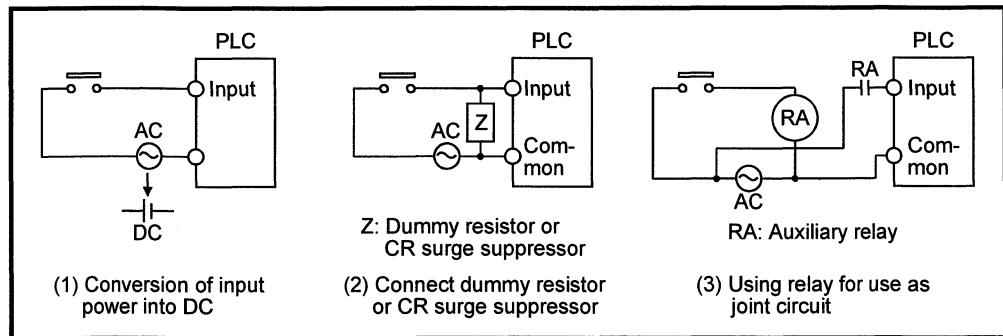 PLC
Input
AC
DC
(1) Conversion of input
power into DC
PLC
Input
Z
AC
Com-
mon
Z: Dummy resistor or
CR surge suppressor
(2) Connect dummy resistor
or CR surge suppressor
PLC
RA
Input
RA
Com-
mon
AC
RA: Auxiliary relay
(3) Using relay for use as
joint circuit